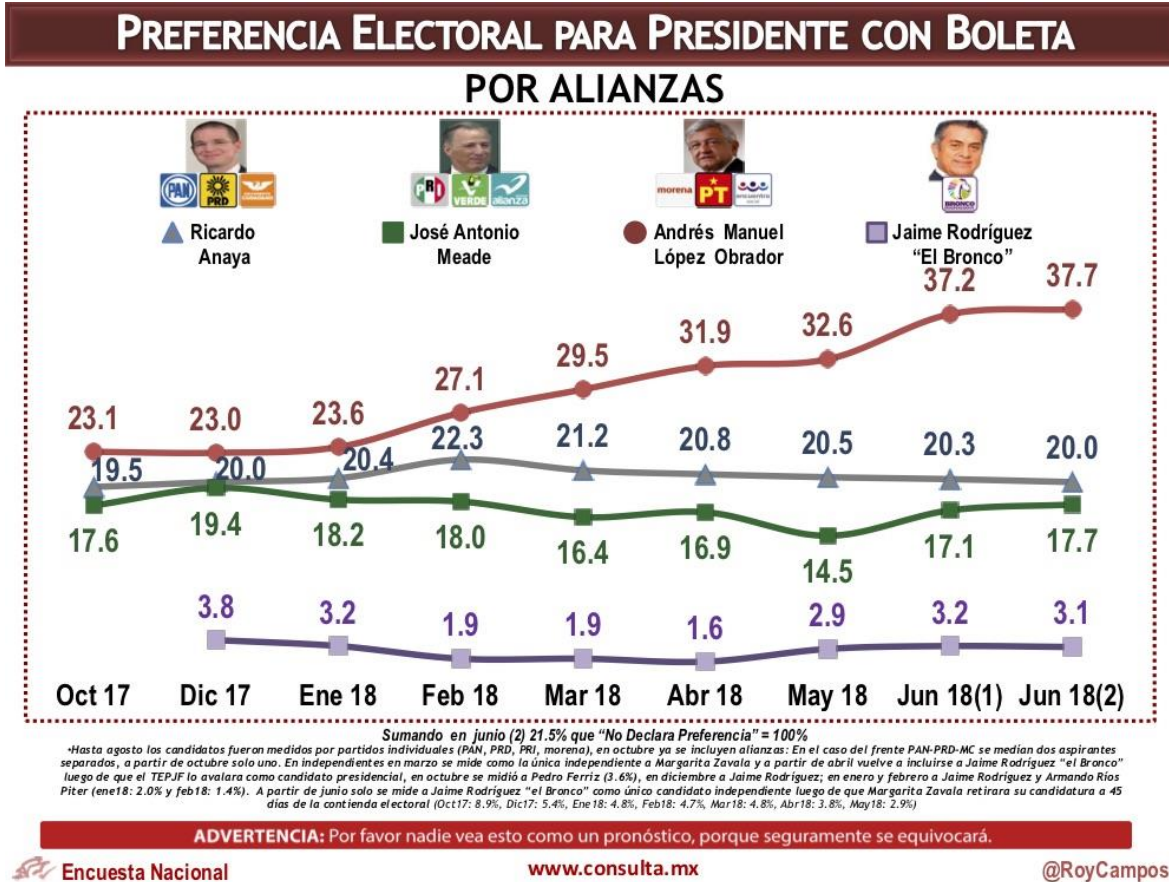 PREFERENCIA ELECTORAL PARA PRESIDENTE CON BOLETA
POR ALIANZAS
PAN PRD MOVIMIENTO CIUDADANO
PRI VERDE alianza
morena PT encuentro social
BRONCO
Ricardo Anaya
José Antonio Meade
Andrés Manuel López Obrador
Jaime Rodríguez “El Bronco”
23.1 23.0 23.6 27.1 29.5 31.9 32.6 37.2 37.7
19.5 20.0 20.4 22.3 21.2 20.8 20.5 20.3 20.0
17.6 19.4 18.2 18.0 16.4 16.9 14.5 17.1 17.7
3.8 3.2 1.9 1.9 1.6 2.9 3.2 3.1
Oct 17 Dic 17 Ene 18 Feb 18 Mar 18 Abr 18 May 18 Jun 18(1) Jun 18(2)
Sumando en junio (2) 21.5% que “No Declara Preferencia” = 100%
•Hasta agosto los candidatos fueron medidos por partidos individuales (PAN, PRD, PRI, morena), en octubre ya se incluyen alianzas: En el caso del frente PAN-PRD-MC se medían dos aspirantes
separados, a partir de octubre solo uno. En independientes en marzo se mide como la única independiente a Margarita Zavala y a partir de abril vuelve a incluirse a Jaime Rodríguez “el Bronco”
luego de que el TEPJF lo avalara como candidato presidencial, en octubre se midió a Pedro Ferriz (3.6%), en diciembre a Jaime Rodríguez; en enero y febrero a Jaime Rodríguez y Armando Ríos
Piter (ene18: 2.0% y feb18: 1.4%). A partir de junio solo se mide a Jaime Rodríguez “el Bronco” como único candidato independiente luego de que Margarita Zavala retirara su candidatura a 45
días de la contienda electoral (Oct17: 8.9%, Dic17: 5.4%, Ene18: 4.8%, Feb18: 4.7%, Mar18: 4.8%, Abr18: 3.8%, May18: 2.9%)
ADVERTENCIA: Por favor nadie vea esto como un pronóstico, porque seguramente se equivocará.
Encuesta Nacional www.consulta.mx @RoyCampos